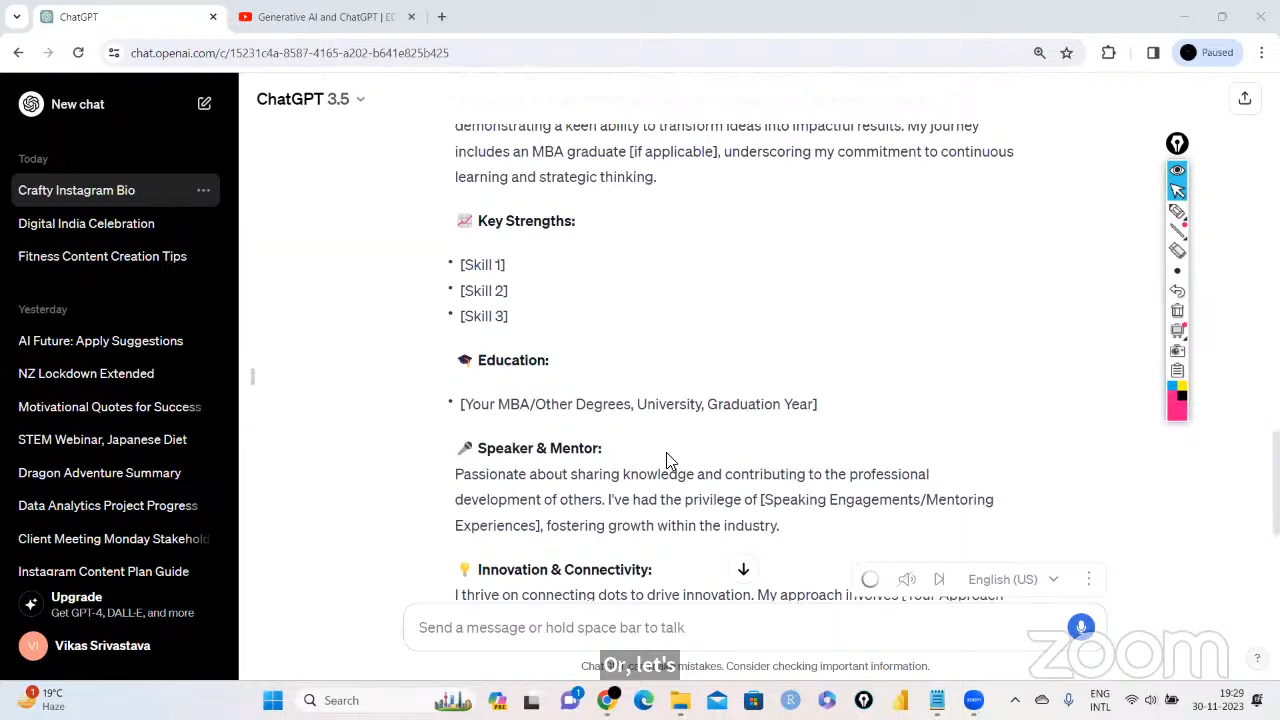 ChatGPT
Generative AI and ChatGPT | E
chat.openai.com/c/15231c4a-8587-4165-a202-b641e825b425
Paused
New chat
ChatGPT 3.5
Today
Crafty Instagram Bio
Digital India Celebration
Fitness Content Creation Tips
Yesterday
AI Future: Apply Suggestions
NZ Lockdown Extended
Motivational Quotes for Success
STEM Webinar, Japanese Diet
Dragon Adventure Summary
Data Analytics Project Progress
Client Meeting Monday Stakehold
Instagram Content Plan Guide
Upgrade
Get GPT-4, DALL·E, and more
VI
Vikas Srivastava
demonstrating a keen ability to transform ideas into impactful results. My journey
includes an MBA graduate [if applicable], underscoring my commitment to continuous
learning and strategic thinking.
📈 Key Strengths:
• [Skill 1]
• [Skill 2]
• [Skill 3]
🎓 Education:
• [Your MBA/Other Degrees, University, Graduation Year]
🎤 Speaker & Mentor:
Passionate about sharing knowledge and contributing to the professional
development of others. I've had the privilege of [Speaking Engagements/Mentoring
Experiences], fostering growth within the industry.
💡 Innovation & Connectivity:
I thrive on connecting dots to drive innovation. My approach involves [Your Approach
English (US)
Send a message or hold space bar to talk
zoom
Or, let's
mistakes. Consider checking important information.
?
1
19°C
Haze
Search
PRE
1
ENG
INTL
19:29
30-11-2023